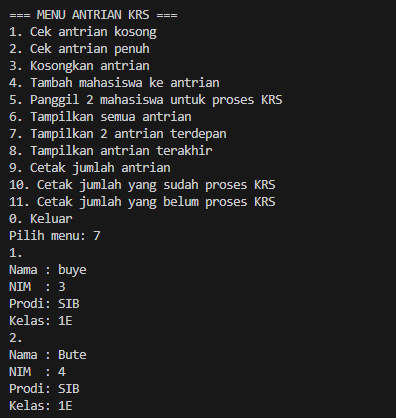 === MENU ANTRIAN KRS ===
1. Cek antrian kosong
2. Cek antrian penuh
3. Kosongkan antrian
4. Tambah mahasiswa ke antrian
5. Panggil 2 mahasiswa untuk proses KRS
6. Tampilkan semua antrian
7. Tampilkan 2 antrian terdepan
8. Tampilkan antrian terakhir
9. Cetak jumlah antrian
10. Cetak jumlah yang sudah proses KRS
11. Cetak jumlah yang belum proses KRS
0. Keluar
Pilih menu: 7
1.
Nama : buye
NIM  : 3
Prodi: SIB
Kelas: 1E
2.
Nama : Bute
NIM  : 4
Prodi: SIB
Kelas: 1E